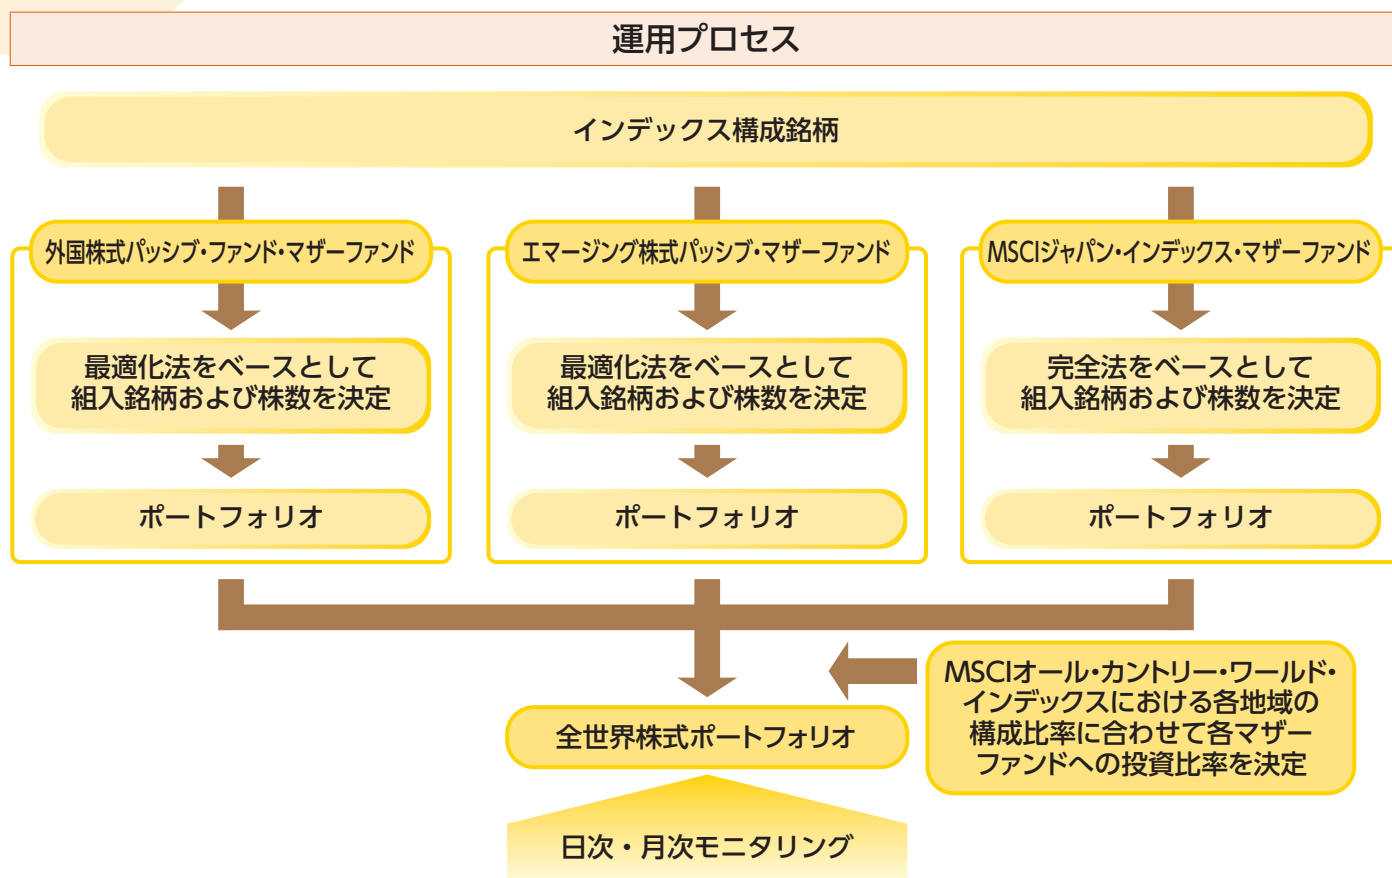 運用プロセス
インデックス構成銘柄
外国株式パッシブ・ファンド・マザーファンド
最適化法をベースとして
組入銘柄および株数を決定
ポートフォリオ
エマージング株式パッシブ・マザーファンド
最適化法をベースとして
組入銘柄および株数を決定
ポートフォリオ
MSCIジャパン・インデックス・マザーファンド
完全法をベースとして
組入銘柄および株数を決定
ポートフォリオ
MSCIオール・カントリー・ワールド・
インデックスにおける各地域の
構成比率に合わせて各マザー
ファンドへの投資比率を決定
全世界株式ポートフォリオ
日次・月次モニタリング